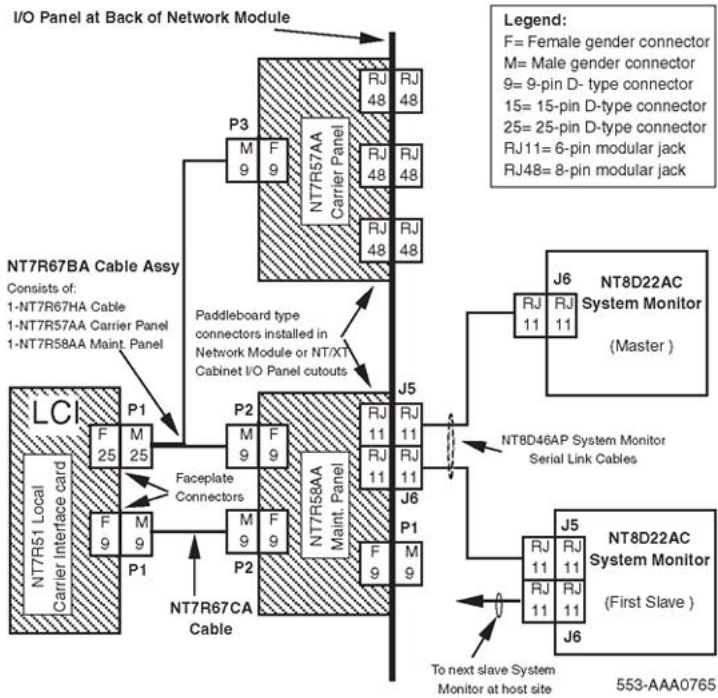 I/O Panel at Back of Network Module
Legend:
F= Female gender connector
M= Male gender connector
9= 9-pin D- type connector
15= 15-pin D-type connector
25= 25-pin D-type connector
RJ11= 6-pin modular jack
RJ48= 8-pin modular jack
RJ RJ
48 48
P3
M F
9 9
NT7R57AA
Carrier Panel
RJ RJ
48 48
RJ RJ
48 48
NT7R67BA Cable Assy
Consists of:
1-NT7R67HA Cable
1-NT7R57AA Carrier Panel
1-NT7R58AA Maint. Panel
Paddleboard type
connectors installed in
Network Module or NT/XT
Cabinet I/O Panel cutouts
J6
RJ RJ
11 11
NT8D22AC
System Monitor
(Master )
LCI
P1
F M
25 25
P2
M F
9 9
J5
RJ RJ
11 11
RJ RJ
11 11
J6
NT8D46AP System Monitor
Serial Link Cables
Faceplate
Connectors
NT7R51 Local
Carrier Interface card
NT7R58AA
Maint. Panel
F M
9 9
P1
M F
9 9
P2
P1
F M
9 9
NT7R67CA
Cable
J5
RJ RJ
11 11
RJ RJ
11 11
J6
NT8D22AC
System Monitor
(First Slave )
To next slave System
Monitor at host site
553-AAA0765